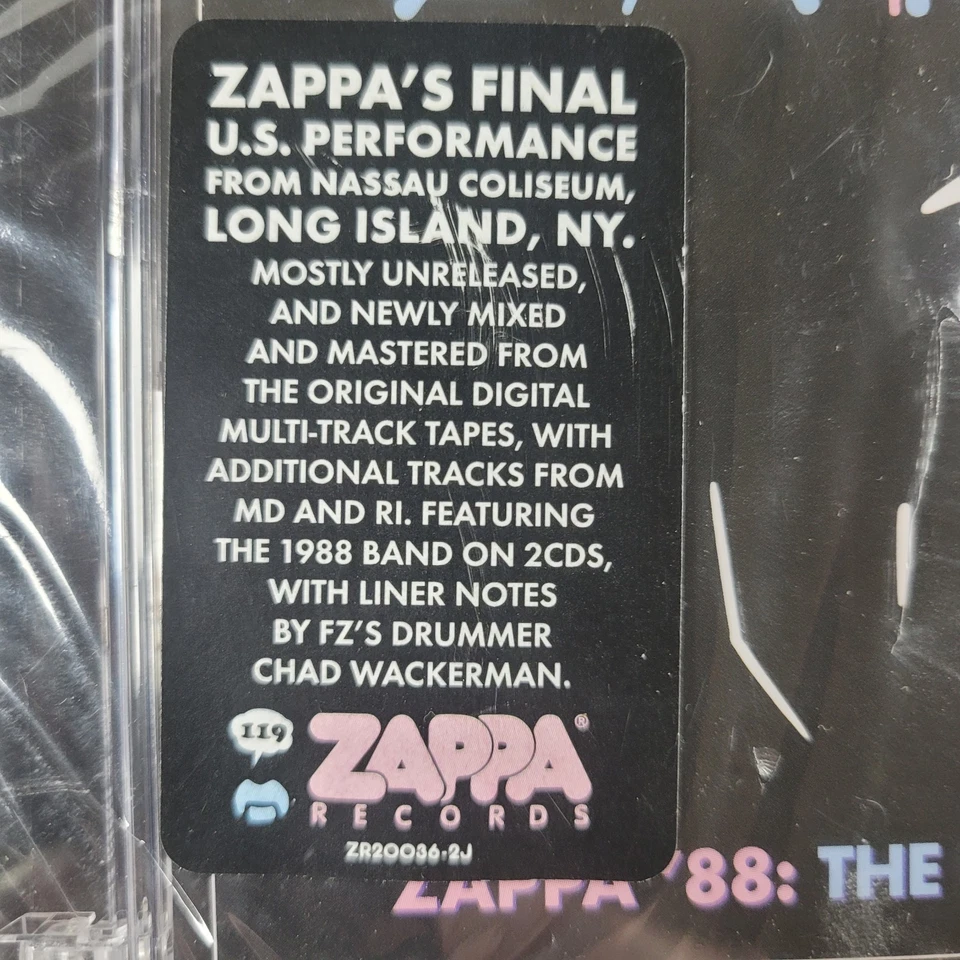 ZAPPA'S FINAL
U.S. PERFORMANCE
FROM NASSAU COLISEUM,
LONG ISLAND, NY.
MOSTLY UNRELEASED,
AND NEWLY MIXED
AND MASTERED FROM
THE ORIGINAL DIGITAL
MULTI-TRACK TAPES, WITH
ADDITIONAL TRACKS FROM
MD AND RI. FEATURING
THE 1988 BAND ON 2CDS,
WITH LINER NOTES
BY FZ'S DRUMMER
CHAD WACKERMAN.
119
ZAPPA®
RECORDS
ZR20036-2J
ZAPPA '88: THE